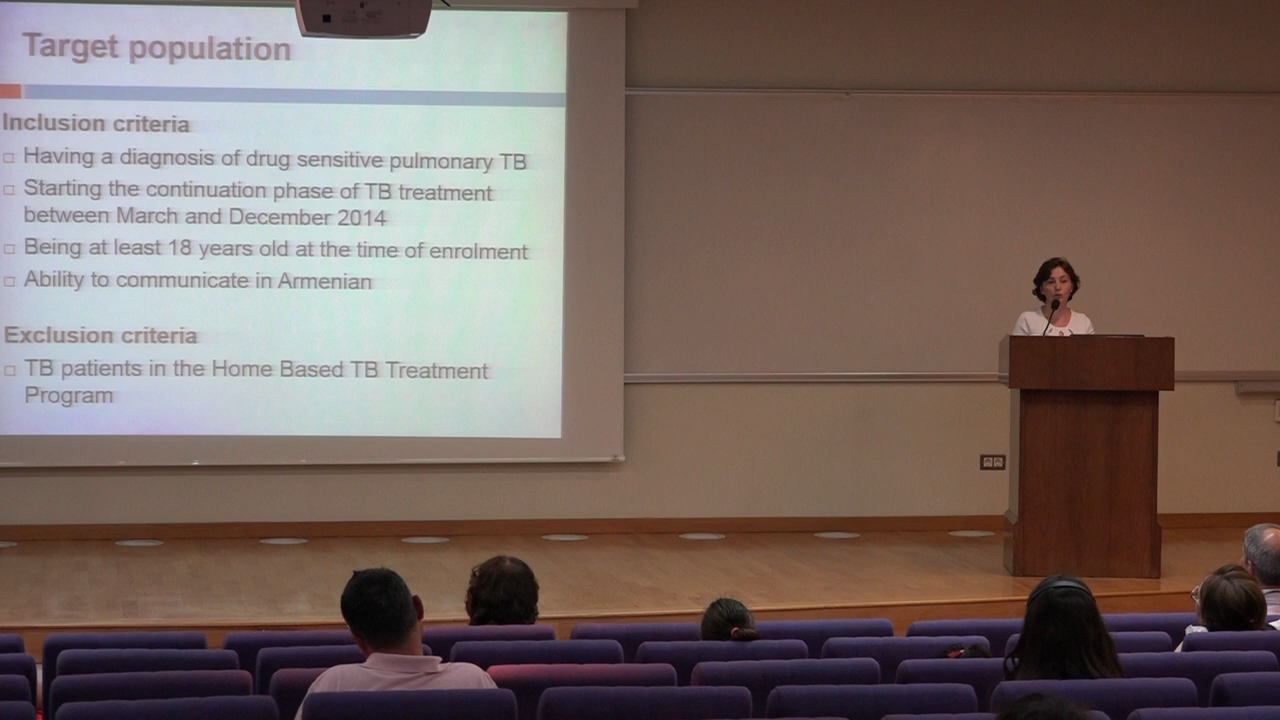 Target population
Inclusion criteria
Having a diagnosis of drug sensitive pulmonary TB
Starting the continuation phase of TB treatment
between March and December 2014
Being at least 18 years old at the time of enrolment
Ability to communicate in Armenian
Exclusion criteria
TB patients in the Home Based TB Treatment
Program